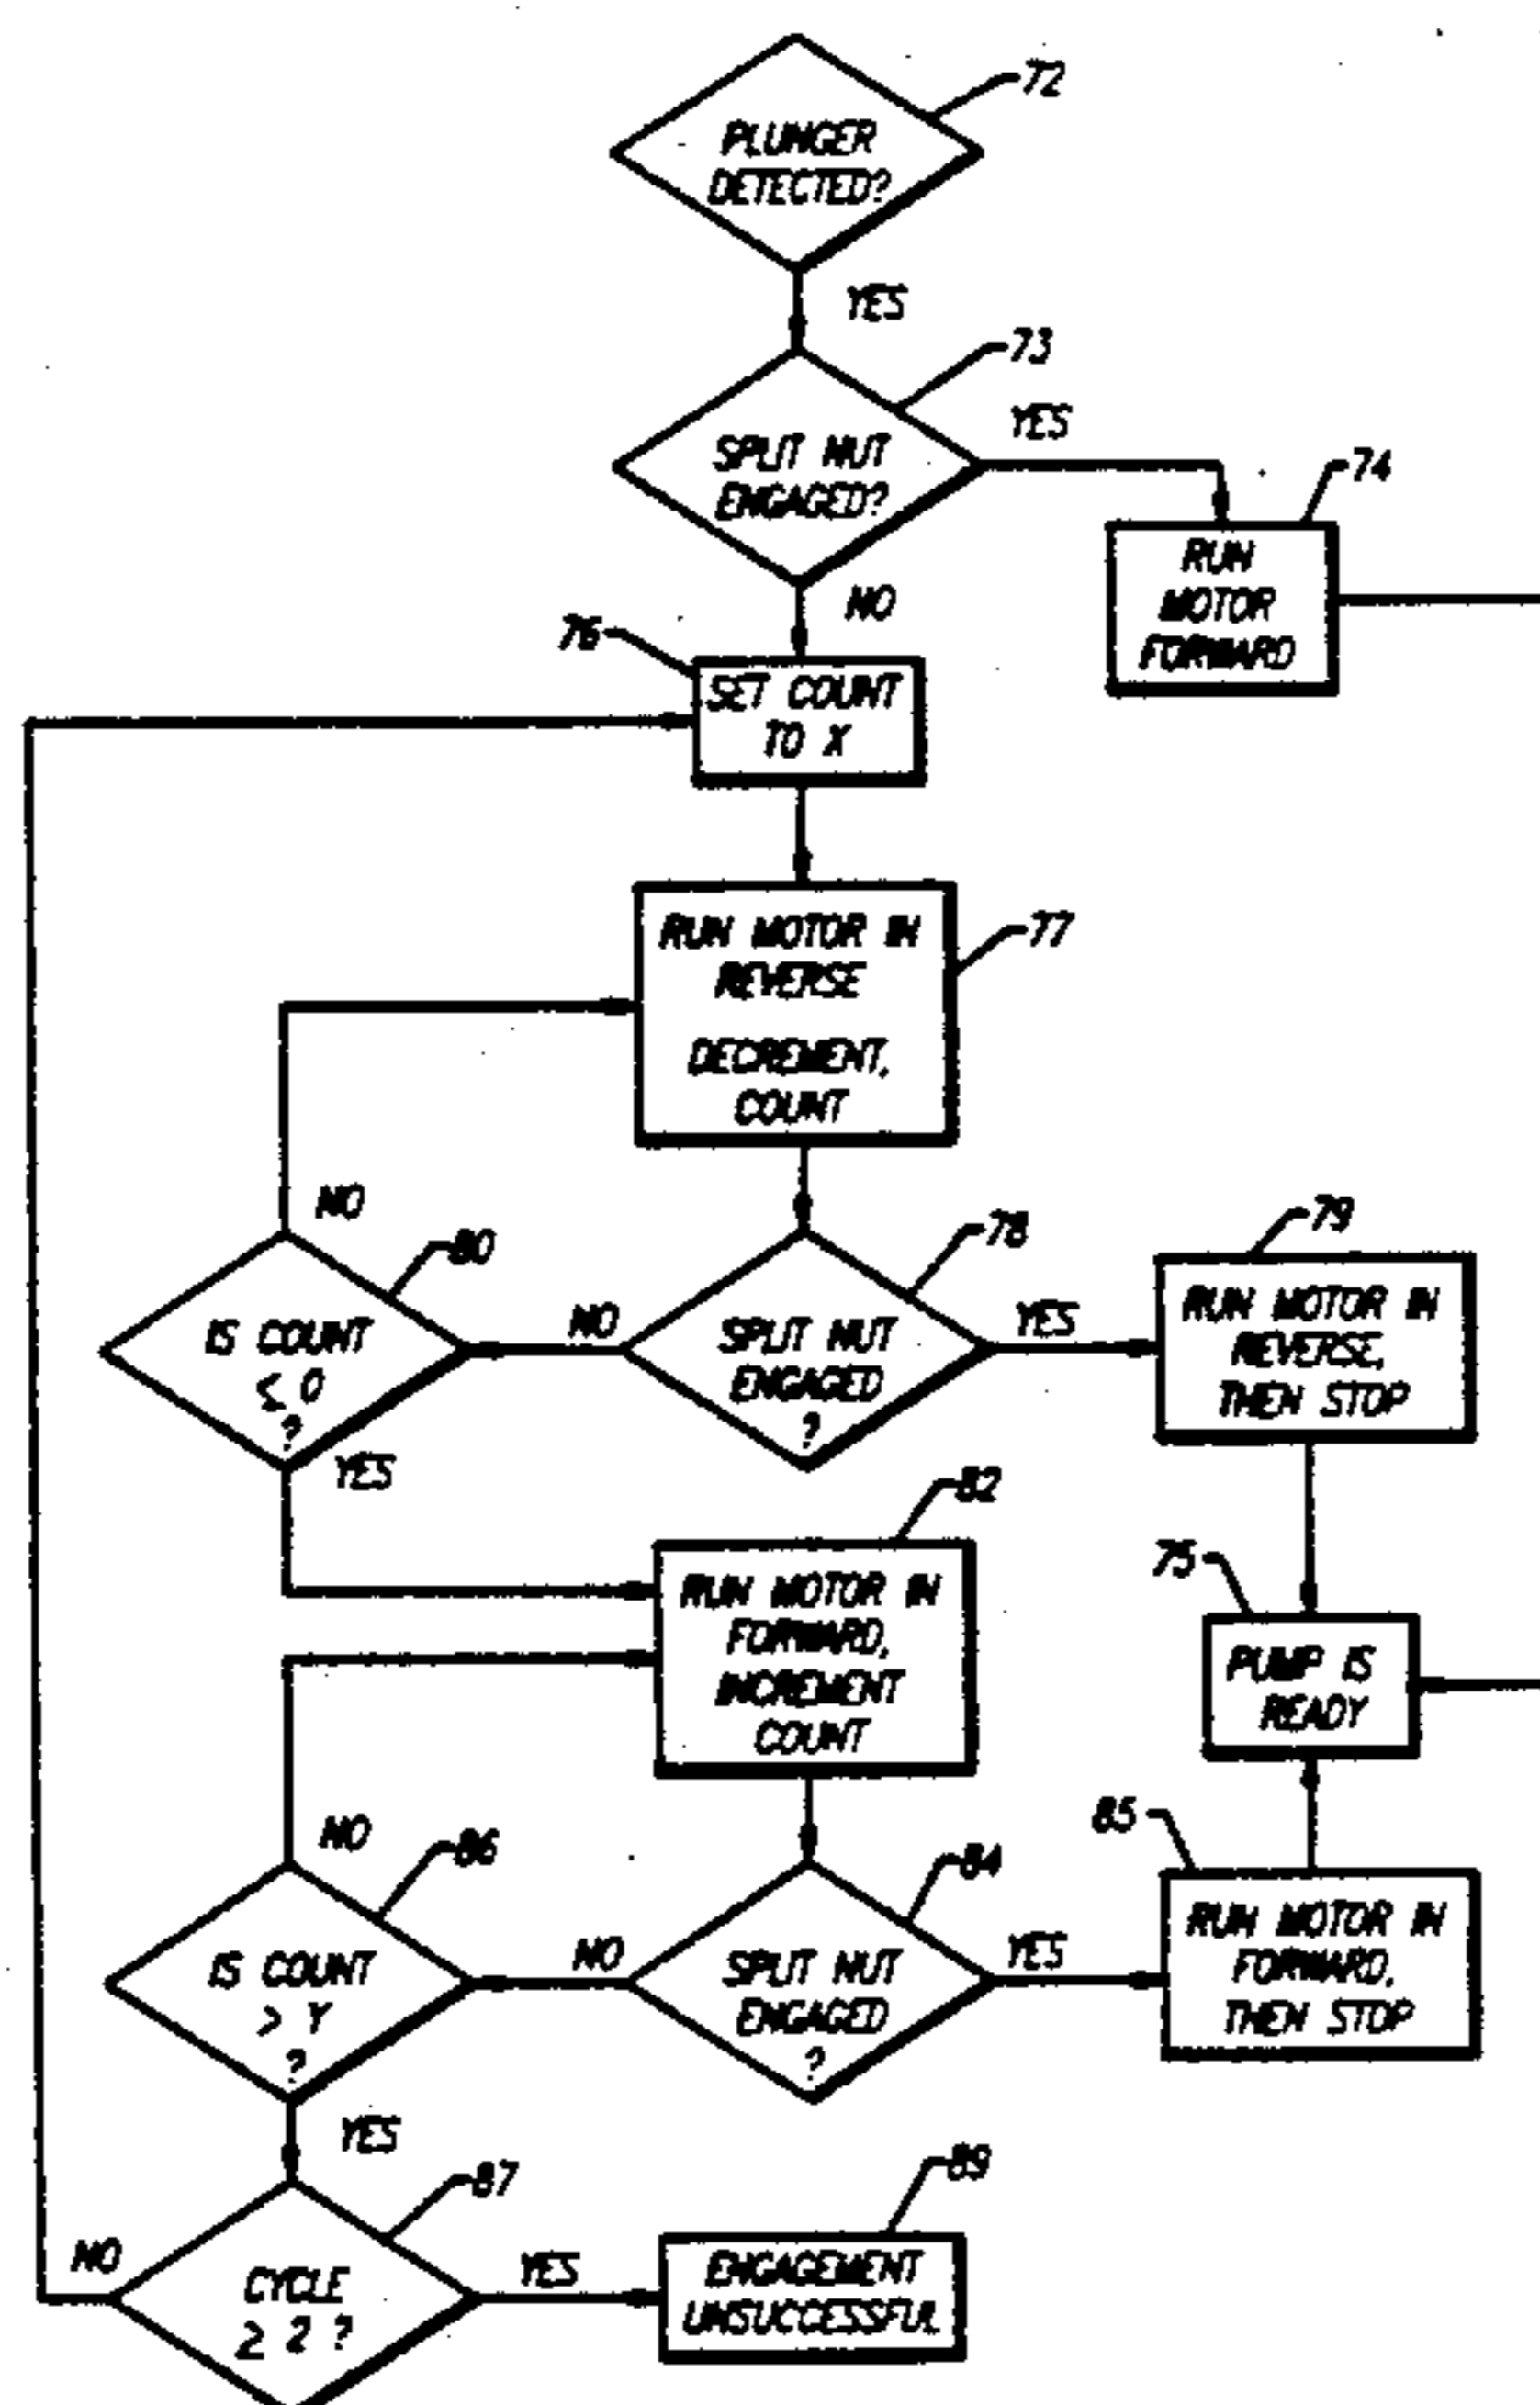 72
PLUNGER
DETECTED?
YES
73
SPLIT NUT
ENGAGED?
YES
74
RUN
MOTOR
FORWARD
NO
76
SET COUNT
TO X
RUN MOTOR IN
REVERSE
DECREMENT,
COUNT
77
NO
80
IS COUNT
≤ 0
?
NO
78
SPLIT NUT
ENGAGED
?
YES
79
RUN MOTOR IN
REVERSE,
THEN STOP
YES
82
RUN MOTOR IN
FORWARD,
INCREMENT
COUNT
75
PUMP IS
READY
NO
86
IS COUNT
> Y
?
NO
84
SPLIT NUT
ENGAGED
?
YES
85
RUN MOTOR IN
FORWARD,
THEN STOP
YES
87
NO
CYCLE
≥ 2 ?
YES
89
ENGAGEMENT
UNSUCCESSFUL